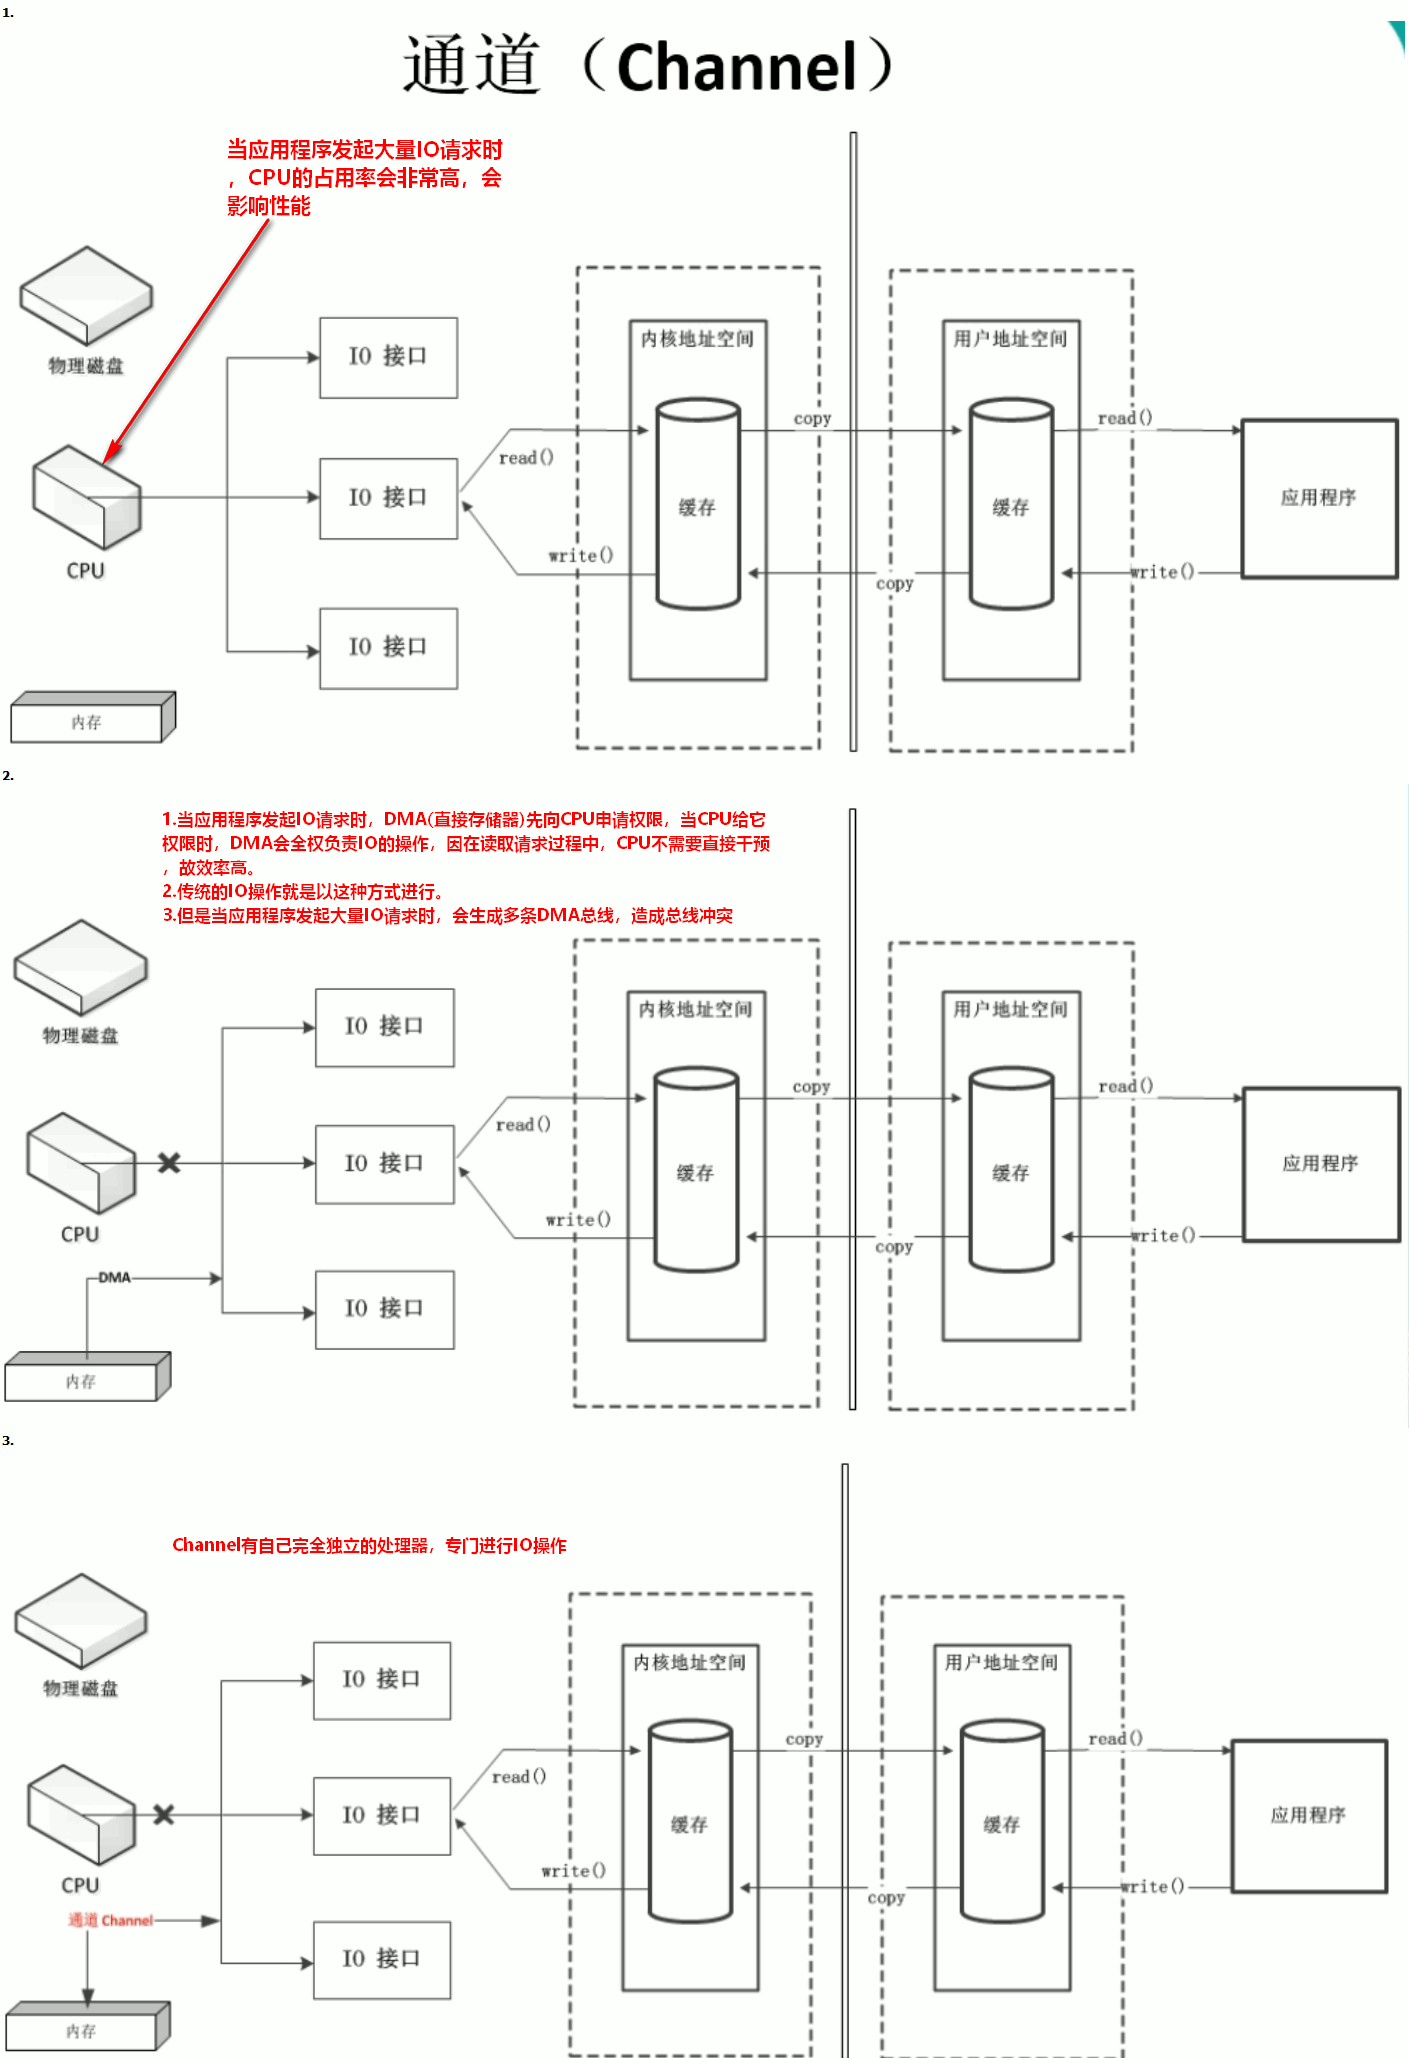 1.
通道（Channel）
当应用程序发起大量IO请求时
，CPU的占用率会非常高，会
影响性能
物理磁盘
IO 接口
内核地址空间
用户地址空间
copy
read()
read()
IO 接口
缓存
缓存
应用程序
write()
copy
write()
CPU
IO 接口
内存
2.
1.当应用程序发起IO请求时，DMA(直接存储器)先向CPU申请权限，当CPU给它
权限时，DMA会全权负责IO的操作，因在读取请求过程中，CPU不需要直接干预
，故效率高。
2.传统的IO操作就是以这种方式进行。
3.但是当应用程序发起大量IO请求时，会生成多条DMA总线，造成总线冲突
物理磁盘
IO 接口
内核地址空间
用户地址空间
copy
read()
read()
IO 接口
缓存
缓存
应用程序
write()
copy
write()
CPU
DMA
IO 接口
内存
3.
Channel有自己完全独立的处理器，专门进行IO操作
物理磁盘
IO 接口
内核地址空间
用户地址空间
copy
read()
read()
IO 接口
缓存
缓存
应用程序
write()
copy
write()
CPU
通道 Channel
IO 接口
内存